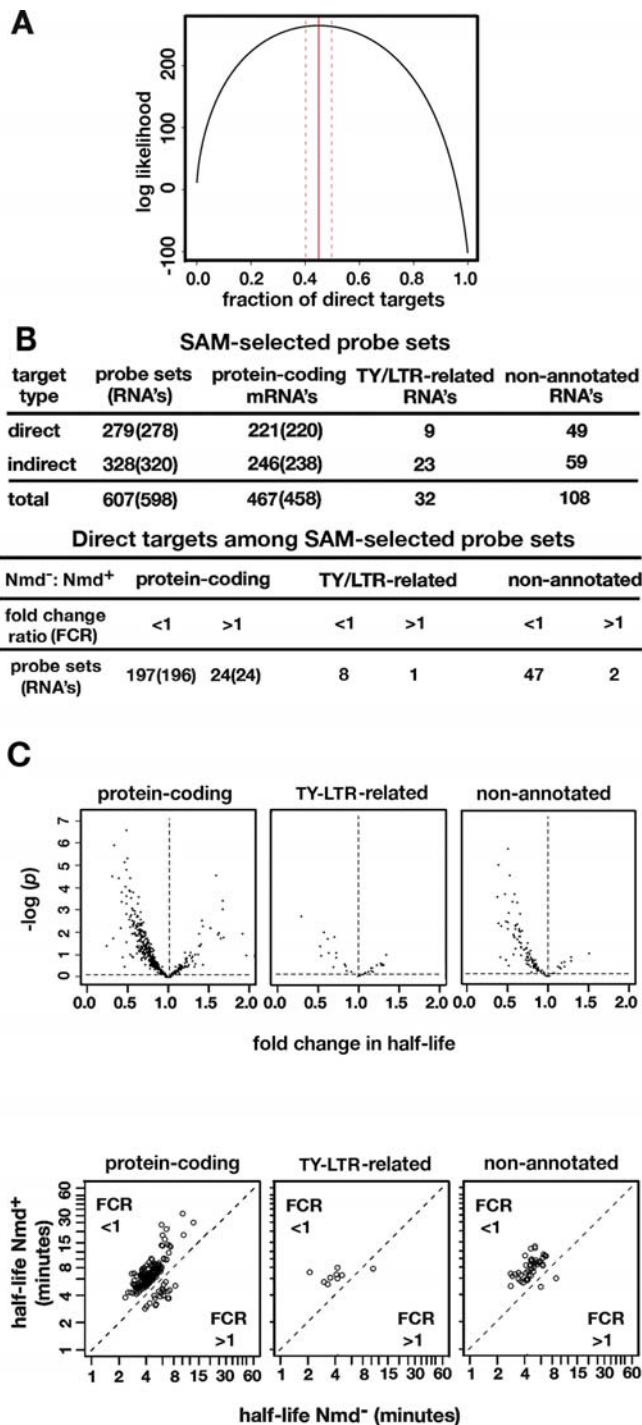 A
log likelihood
200
100
0
-100
0.0 0.2 0.4 0.6 0.8 1.0
fraction of direct targets
B
SAM-selected probe sets
target type probe sets (RNA's) protein-coding mRNA's TY/LTR-related RNA's non-annotated RNA's
direct 279(278) 221(220) 9 49
indirect 328(320) 246(238) 23 59
total 607(598) 467(458) 32 108
Direct targets among SAM-selected probe sets
Nmd⁻: Nmd⁺ protein-coding TY/LTR-related non-annotated
fold change ratio (FCR) <1 >1 <1 >1 <1 >1
probe sets (RNA's) 197(196) 24(24) 8 1 47 2
C
protein-coding TY-LTR-related non-annotated
-log (p)
7
6
5
4
3
2
1
0
0.0 0.5 1.0 1.5 2.0 0.0 0.5 1.0 1.5 2.0 0.0 0.5 1.0 1.5 2.0
fold change in half-life
protein-coding TY-LTR-related non-annotated
half-life Nmd⁺
(minutes)
60
30
15
8
4
2
1
FCR <1 FCR <1 FCR <1
FCR >1 FCR >1 FCR >1
1 2 4 8 15 30 60 1 2 4 8 15 30 60 1 2 4 8 15 30 60
half-life Nmd⁻ (minutes)